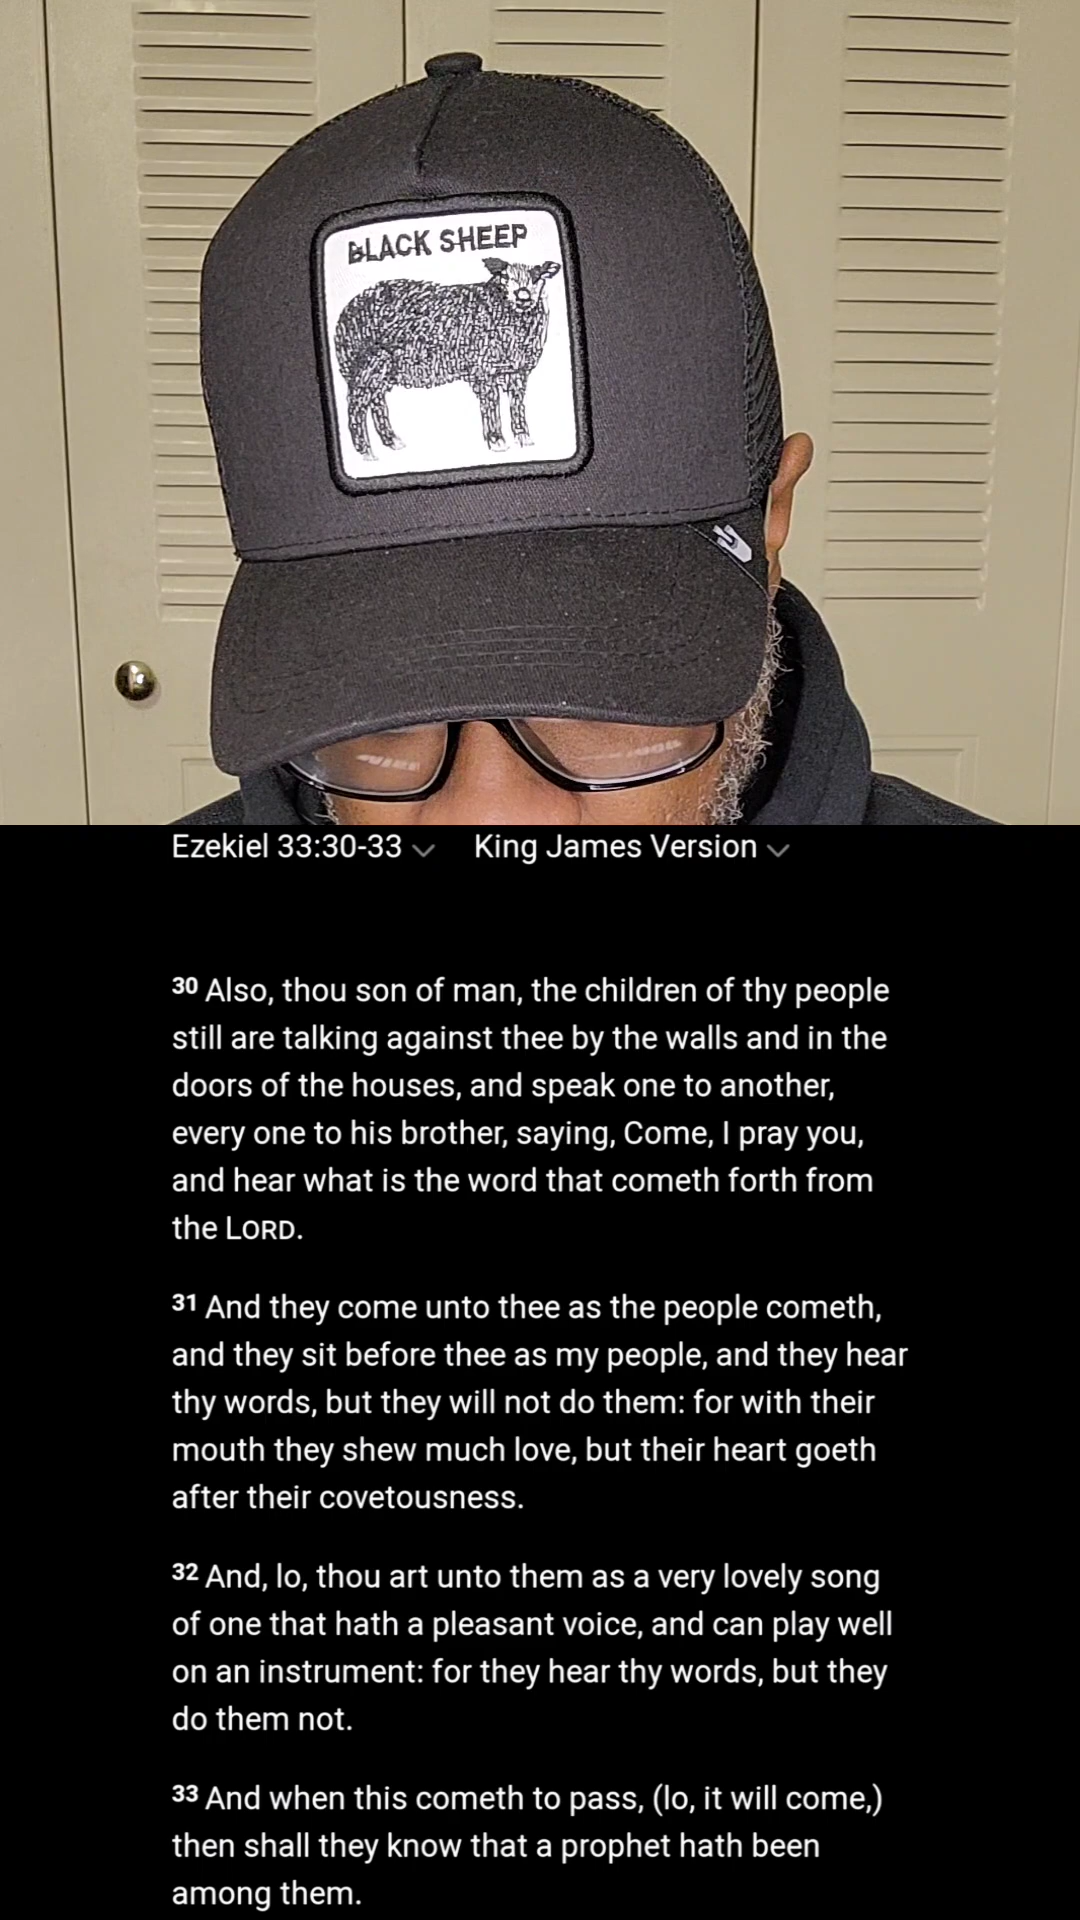 BLACK SHEEP
Ezekiel 33:30-33 King James Version
30 Also, thou son of man, the children of thy people
still are talking against thee by the walls and in the
doors of the houses, and speak one to another,
every one to his brother, saying, Come, I pray you,
and hear what is the word that cometh forth from
the LORD.
31 And they come unto thee as the people cometh,
and they sit before thee as my people, and they hear
thy words, but they will not do them: for with their
mouth they shew much love, but their heart goeth
after their covetousness.
32 And, lo, thou art unto them as a very lovely song
of one that hath a pleasant voice, and can play well
on an instrument: for they hear thy words, but they
do them not.
33 And when this cometh to pass, (lo, it will come,)
then shall they know that a prophet hath been
among them.